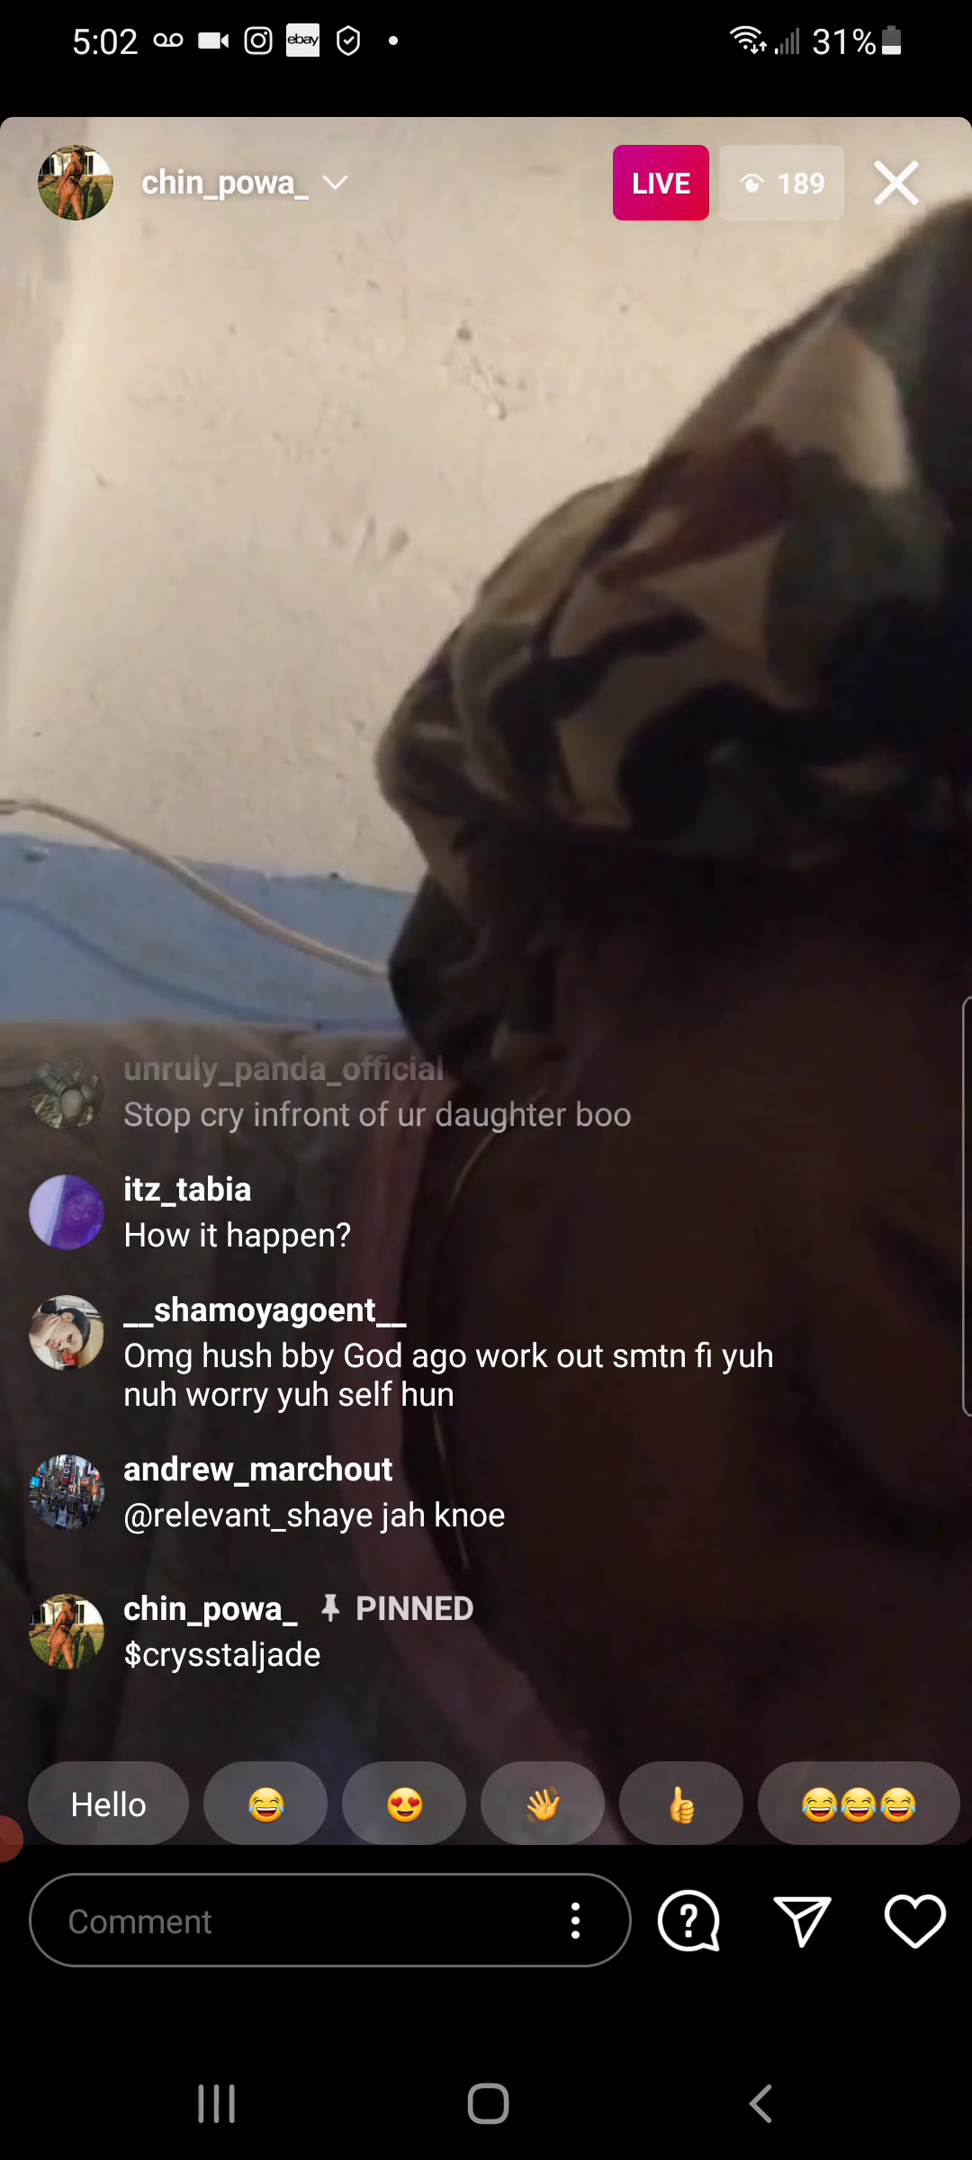 5:02
ebay
31%
chin_powa_
LIVE
189
unruly_panda_official
Stop cry infront of ur daughter boo
itz_tabia
How it happen?
__shamoyagoent__
Omg hush bby God ago work out smtn fi yuh
nuh worry yuh self hun
andrew_marchout
@relevant_shaye jah knoe
chin_powa_ PINNED
$crysstaljade
Hello
Comment